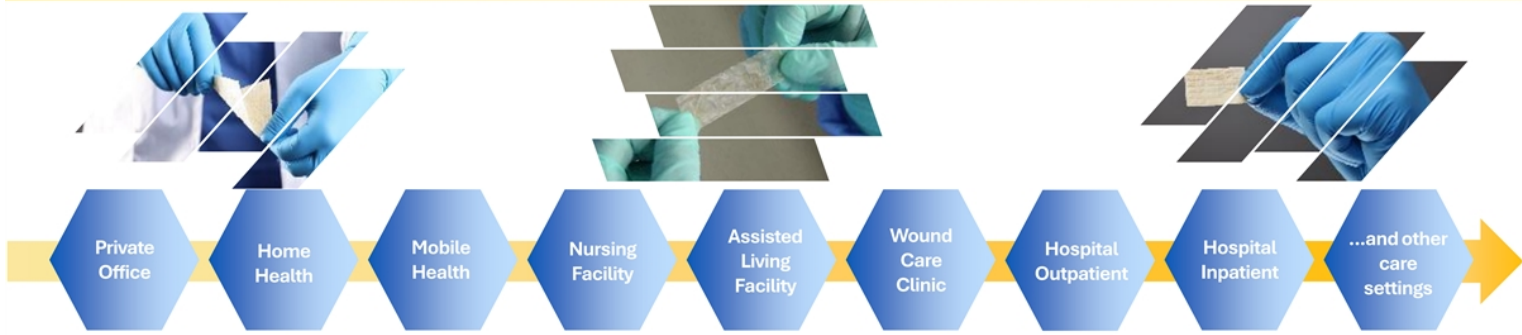 Private
Office
Home
Health
Mobile
Health
Nursing
Facility
Assisted
Living
Facility
Wound
Care
Clinic
Hospital
Outpatient
Hospital
Inpatient
...and other
care
settings